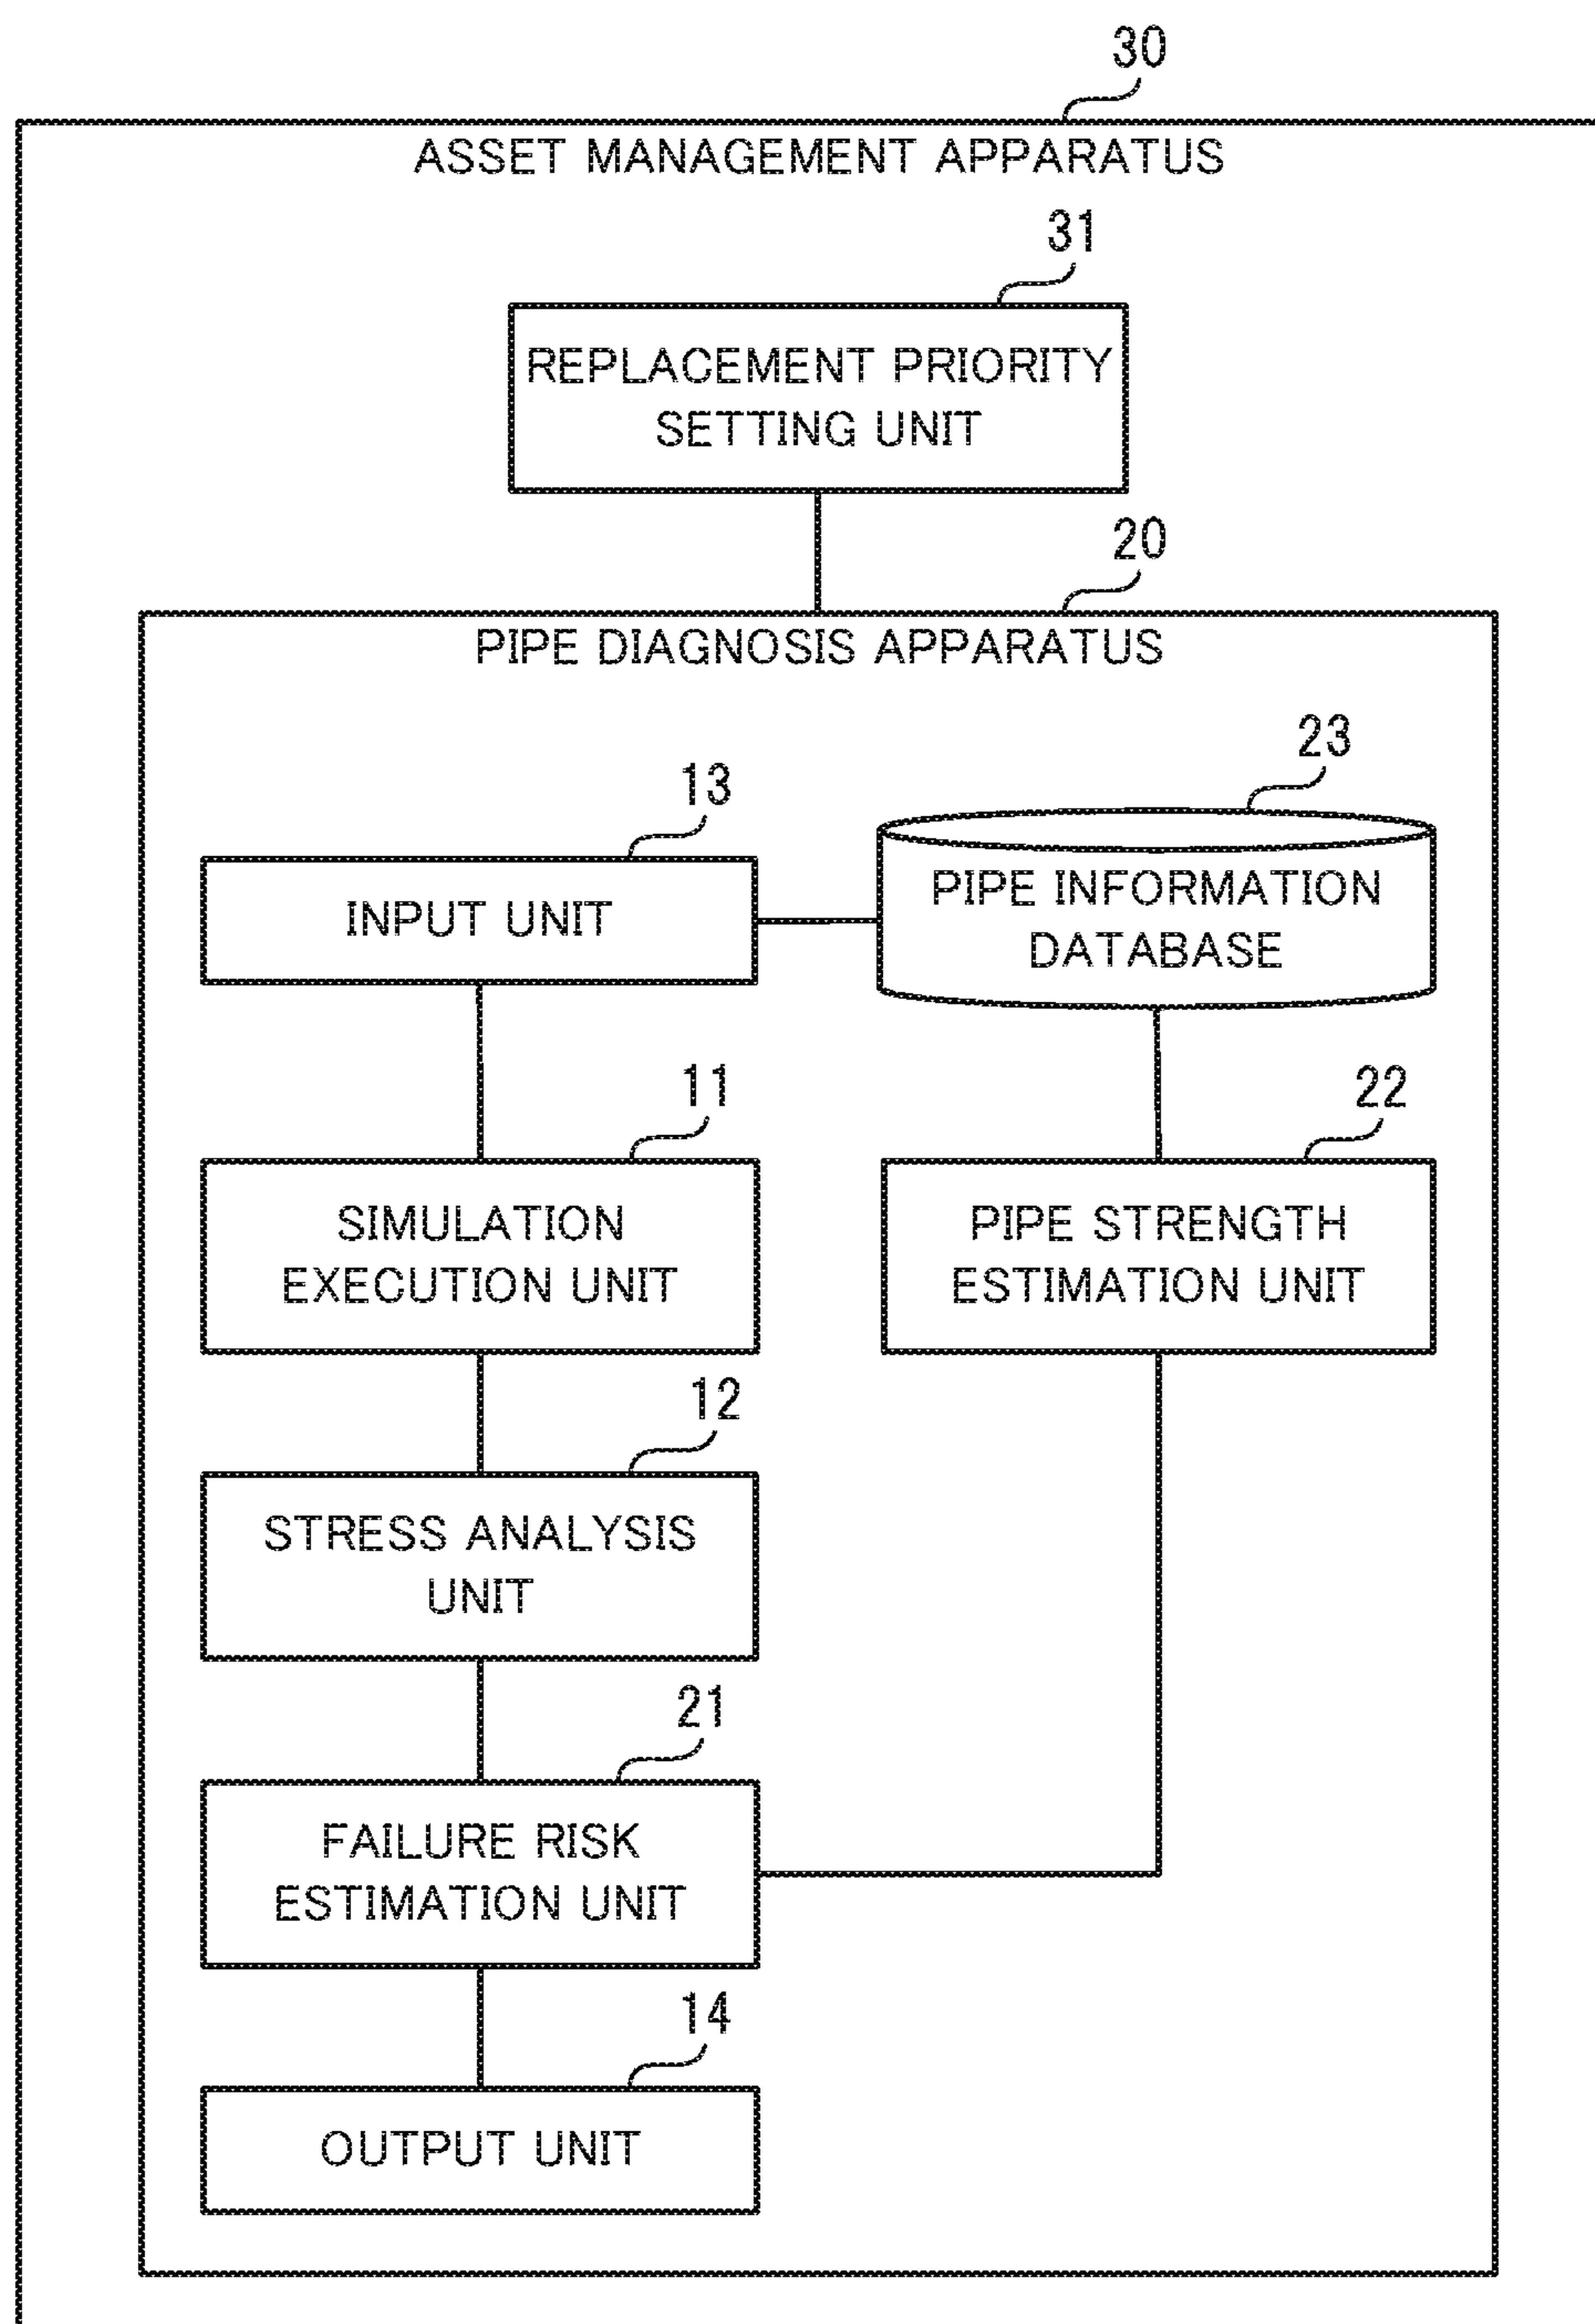 30
ASSET MANAGEMENT APPARATUS
31
REPLACEMENT PRIORITY
SETTING UNIT
20
PIPE DIAGNOSIS APPARATUS
13
INPUT UNIT
23
PIPE INFORMATION
DATABASE
11
SIMULATION
EXECUTION UNIT
22
PIPE STRENGTH
ESTIMATION UNIT
12
STRESS ANALYSIS
UNIT
21
FAILURE RISK
ESTIMATION UNIT
14
OUTPUT UNIT